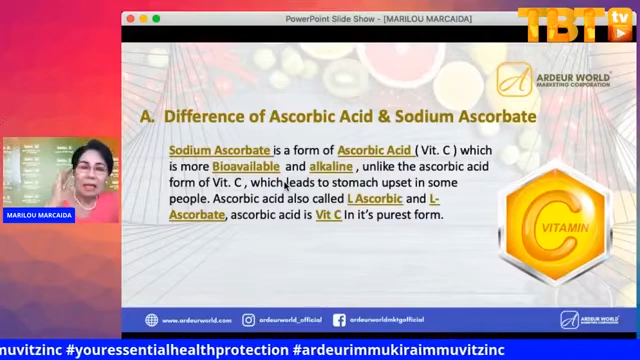 PowerPoint Slide Show - [MARILOU MARCAIDA]
TBTP
tv
ARDEUR WORLD
MARKETING CORPORATION
A. Difference of Ascorbic Acid & Sodium Ascorbate
Sodium Ascorbate is a form of Ascorbic Acid ( Vit. C ) which
is more Bioavailable and alkaline , unlike the ascorbic acid
form of Vit. C , which leads to stomach upset in some
people. Ascorbic acid also called L Ascorbic and L-
Ascorbate, ascorbic acid is Vit C In it's purest form.
MARILOU MARCAIDA
C
VITAMIN
www.ardeurworld.com
ardeurworld_official
ardeurworldmktgofficial
ARDEUR WORLD
MARKETING CORPORATION
muvitzinc #youressentialhealthprotection #ardeurimmukiraimmuvitzinc